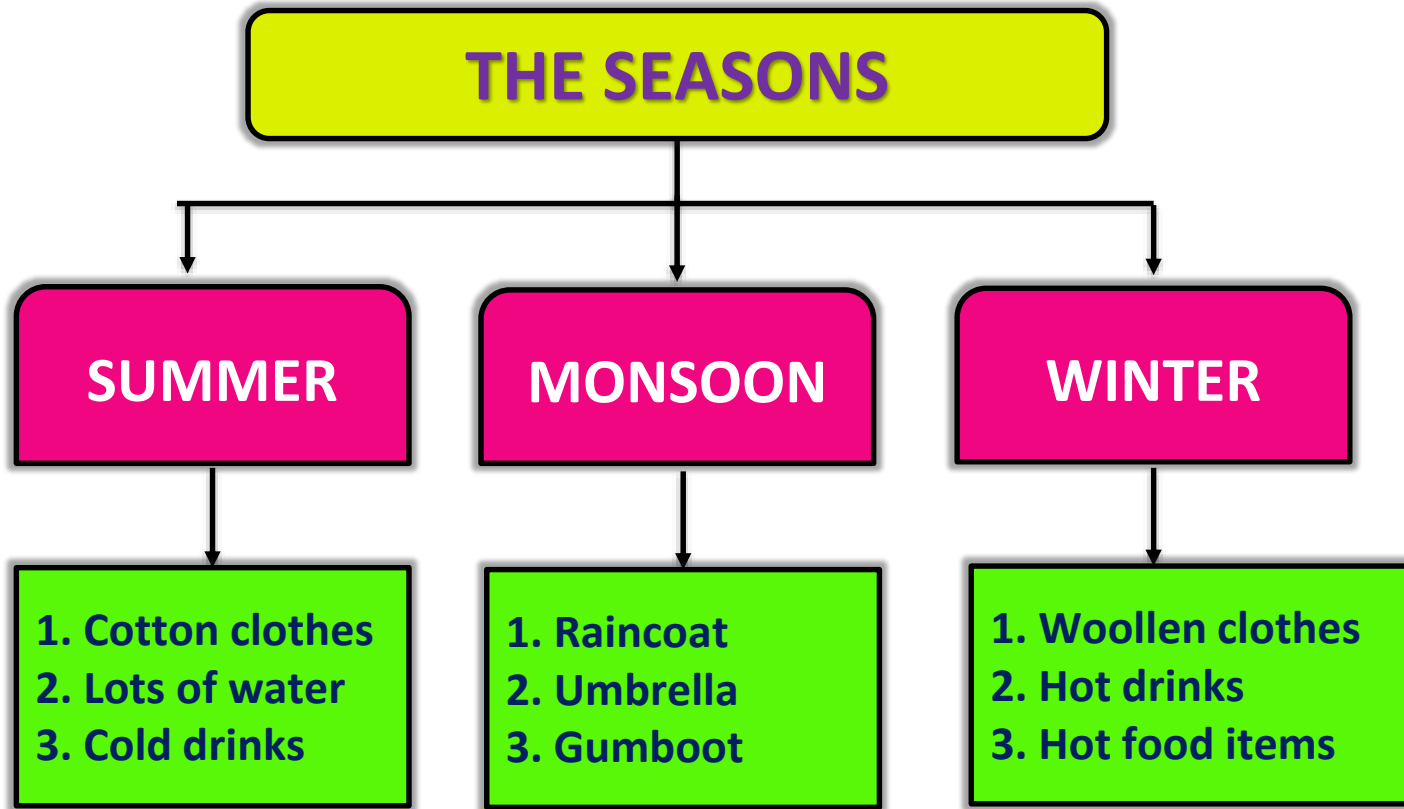 THE SEASONS
SUMMER
MONSOON
WINTER
1. Cotton clothes
2. Lots of water
3. Cold drinks
1. Raincoat
2. Umbrella
3. Gumboot
1. Woollen clothes
2. Hot drinks
3. Hot food items